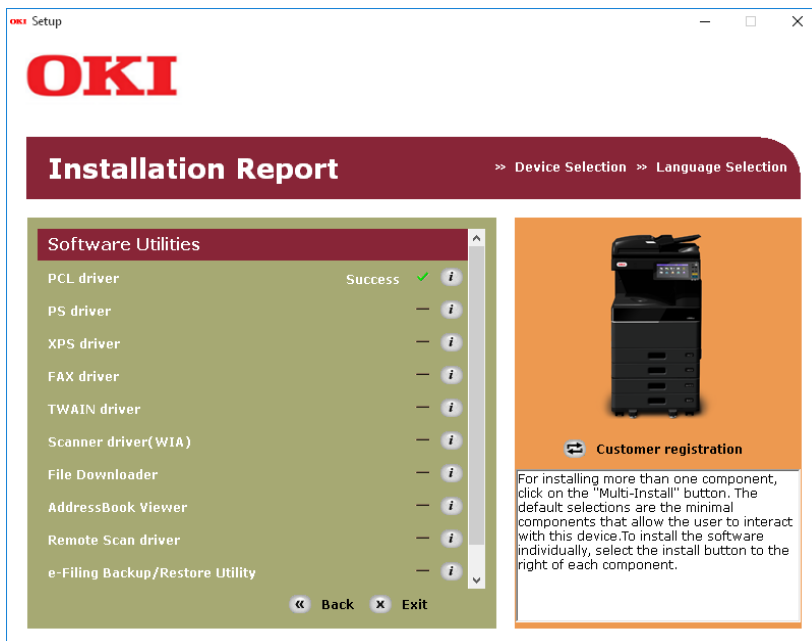 OKI Setup
OKI
Installation Report
» Device Selection » Language Selection
Software Utilities
PCL driver Success i
PS driver i
XPS driver i
FAX driver i
TWAIN driver i
Scanner driver(WIA) i
File Downloader i
AddressBook Viewer i
Remote Scan driver i
e-Filing Backup/Restore Utility i
« Back x Exit
Customer registration
For installing more than one component,
click on the "Multi-Install" button. The
default selections are the minimal
components that allow the user to interact
with this device.To install the software
individually, select the install button to the
right of each component.